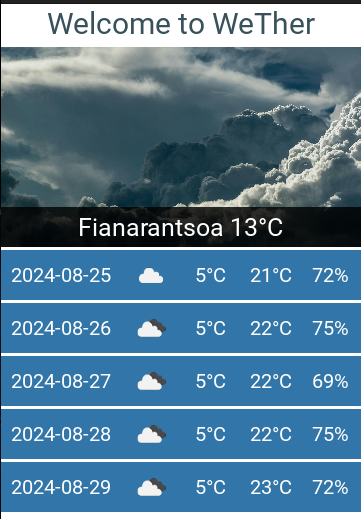 Welcome to WeTher
Fianarantsoa 13°C
2024-08-25 5°C 21°C 72%
2024-08-26 5°C 22°C 75%
2024-08-27 5°C 22°C 69%
2024-08-28 5°C 22°C 75%
2024-08-29 5°C 23°C 72%